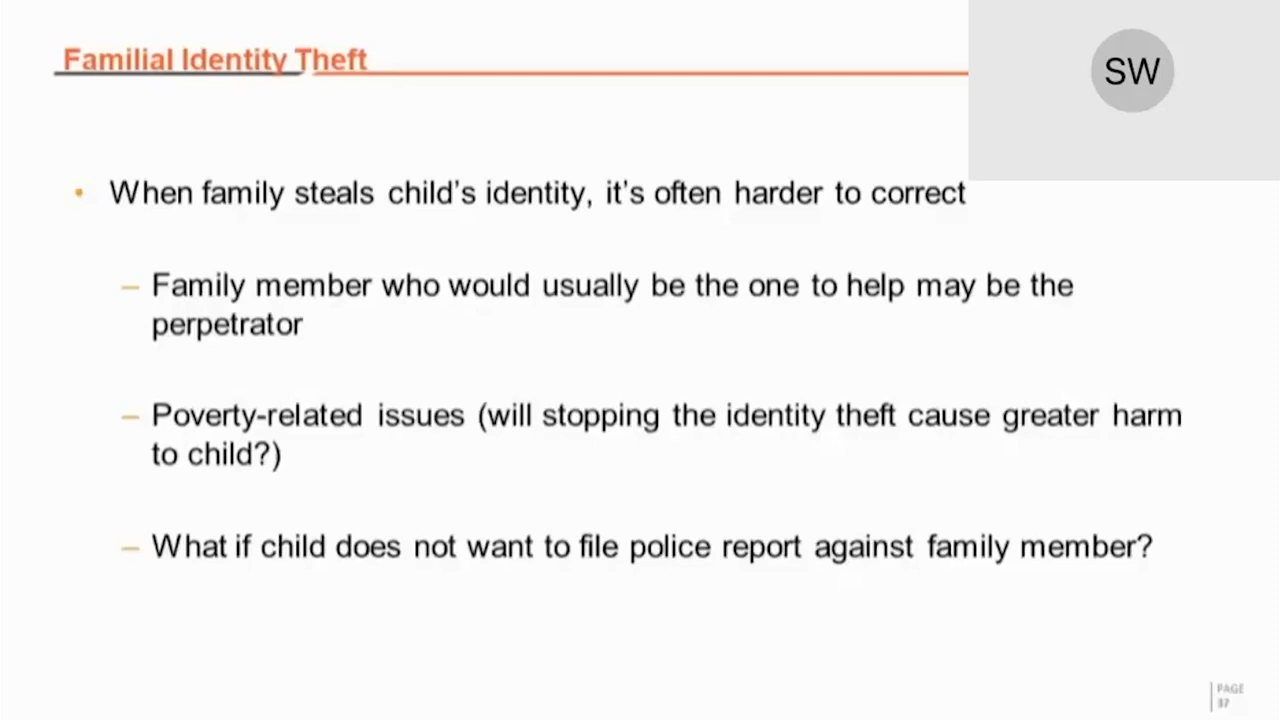 Familial Identity Theft
SW
• When family steals child's identity, it's often harder to correct
– Family member who would usually be the one to help may be the
perpetrator
– Poverty-related issues (will stopping the identity theft cause greater harm
to child?)
– What if child does not want to file police report against family member?
PAGE
37